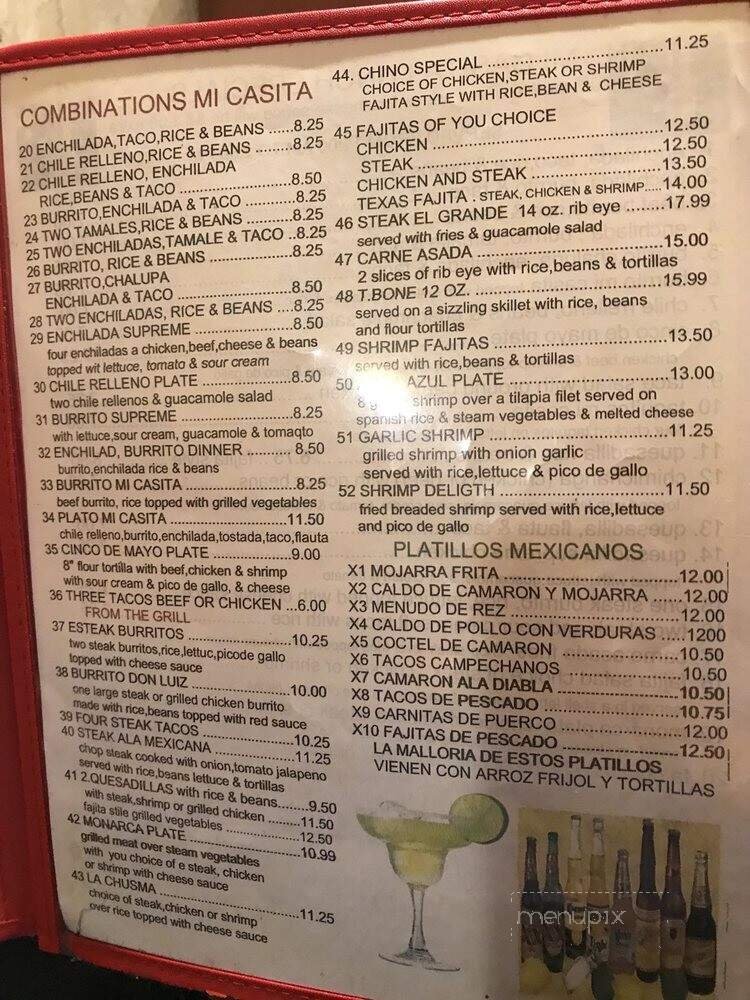 COMBINATIONS MI CASITA
20 ENCHILADA,TACO,RICE & BEANS ......8.25
21 CHILE RELLENO,RICE & BEANS .........8.25
22 CHILE RELLENO, ENCHILADA
RICE,BEANS & TACO ......................8.50
23 BURRITO,ENCHILADA & TACO ...........8.25
24 TWO TAMALES,RICE & BEANS ...........8.25
25 TWO ENCHILADAS,TAMALE & TACO ..8.25
26 BURRITO, RICE & BEANS .................8.25
27 BURRITO,CHALUPA
ENCHILADA & TACO ......................8.50
28 TWO ENCHILADAS, RICE & BEANS ....8.25
29 ENCHILADA SUPREME ....................8.50
four enchiladas a chicken,beef,cheese & beans
topped wit lettuce, tomato & sour cream
30 CHILE RELLENO PLATE ..................8.50
two chile rellenos & guacamole salad
31 BURRITO SUPREME .......................8.25
with lettuce,sour cream, guacamole & tomaqto
32 ENCHILAD, BURRITO DINNER ......... 8.50
burrito,enchilada rice & beans
33 BURRITO MI CASITA ......................8.25
beef burrito, rice topped with grilled vegetables
34 PLATO MI CASITA ........................11.50
chile relleno,burrito,enchilada,tostada,taco,flauta
35 CINCO DE MAYO PLATE ................9.00
8" flour tortilla with beef,chicken & shrimp
with sour cream & pico de gallo, & cheese
36 THREE TACOS BEEF OR CHICKEN ...6.00
FROM THE GRILL
37 ESTEAK BURRITOS .....................10.25
two steak burritos,rice,lettuc,picode gallo
topped with cheese sauce
38 BURRITO DON LUIZ .....................10.00
one large steak or grilled chicken burrito
made with rice,beans topped with red sauce
39 FOUR STEAK TACOS ...................10.25
40 STEAK ALA MEXICANA .................11.25
chop steak cooked with onion,tomato jalapeno
served with rice,beans lettuce & tortillas
41 2.QUESADILLAS with rice & beans.......9.50
with steak,shrimp or grilled chicken .........11.50
fajita stile grilled vegetables ..................12.50
42 MONARCA PLATE .......................10.99
grilled meat over steam vegetables
with you choice of e steak, chicken
or shrimp with cheese sauce
43 LA CHUSMA ..............................11.25
choice of steak,chicken or shrimp
over rice topped with cheese sauce
44. CHINO SPECIAL ...........................11.25
CHOICE OF CHICKEN,STEAK OR SHRIMP
FAJITA STYLE WITH RICE,BEAN & CHEESE
45 FAJITAS OF YOU CHOICE
CHICKEN ......................................12.50
STEAK .........................................12.50
CHICKEN AND STEAK ....................13.50
TEXAS FAJITA . STEAK, CHICKEN & SHRIMP.....14.00
46 STEAK EL GRANDE 14 oz. rib eye ........17.99
served with fries & guacamole salad
47 CARNE ASADA .............................15.00
2 slices of rib eye with rice,beans & tortillas
48 T.BONE 12 OZ. .............................15.99
served on a sizzling skillet with rice, beans
and flour tortillas
49 SHRIMP FAJITAS ...........................13.50
served with rice,beans & tortillas
50 AZUL PLATE ..........................13.00
8 shrimp over a tilapia filet served on
spanish rice & steam vegetables & melted cheese
51 GARLIC SHRIMP ...........................11.25
grilled shrimp with onion garlic
served with rice,lettuce & pico de gallo
52 SHRIMP DELIGTH .........................11.50
fried breaded shrimp served with rice,lettuce
and pico de gallo
PLATILLOS MEXICANOS
X1 MOJARRA FRITA ........................12.00
X2 CALDO DE CAMARON Y MOJARRA ......12.00
X3 MENUDO DE REZ ........................12.00
X4 CALDO DE POLLO CON VERDURAS ....1200
X5 COCTEL DE CAMARON .................10.50
X6 TACOS CAMPECHANOS .................10.50
X7 CAMARON ALA DIABLA .................10.50
X8 TACOS DE PESCADO ...................10.75
X9 CARNITAS DE PUERCO .................12.00
X10 FAJITAS DE PESCADO .................12.50
LA MALLORIA DE ESTOS PLATILLOS
VIENEN CON ARROZ FRIJOL Y TORTILLAS
menupix